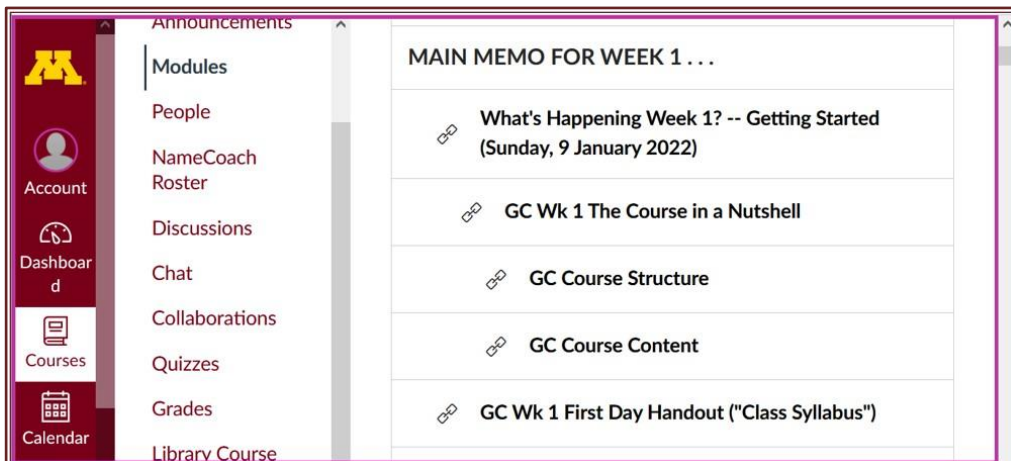 M
Account
Dashboar
d
Courses
Calendar
Announcements
Modules
People
NameCoach
Roster
Discussions
Chat
Collaborations
Quizzes
Grades
Library Course
MAIN MEMO FOR WEEK 1 . . .
What's Happening Week 1? -- Getting Started
(Sunday, 9 January 2022)
GC Wk 1 The Course in a Nutshell
GC Course Structure
GC Course Content
GC Wk 1 First Day Handout ("Class Syllabus")